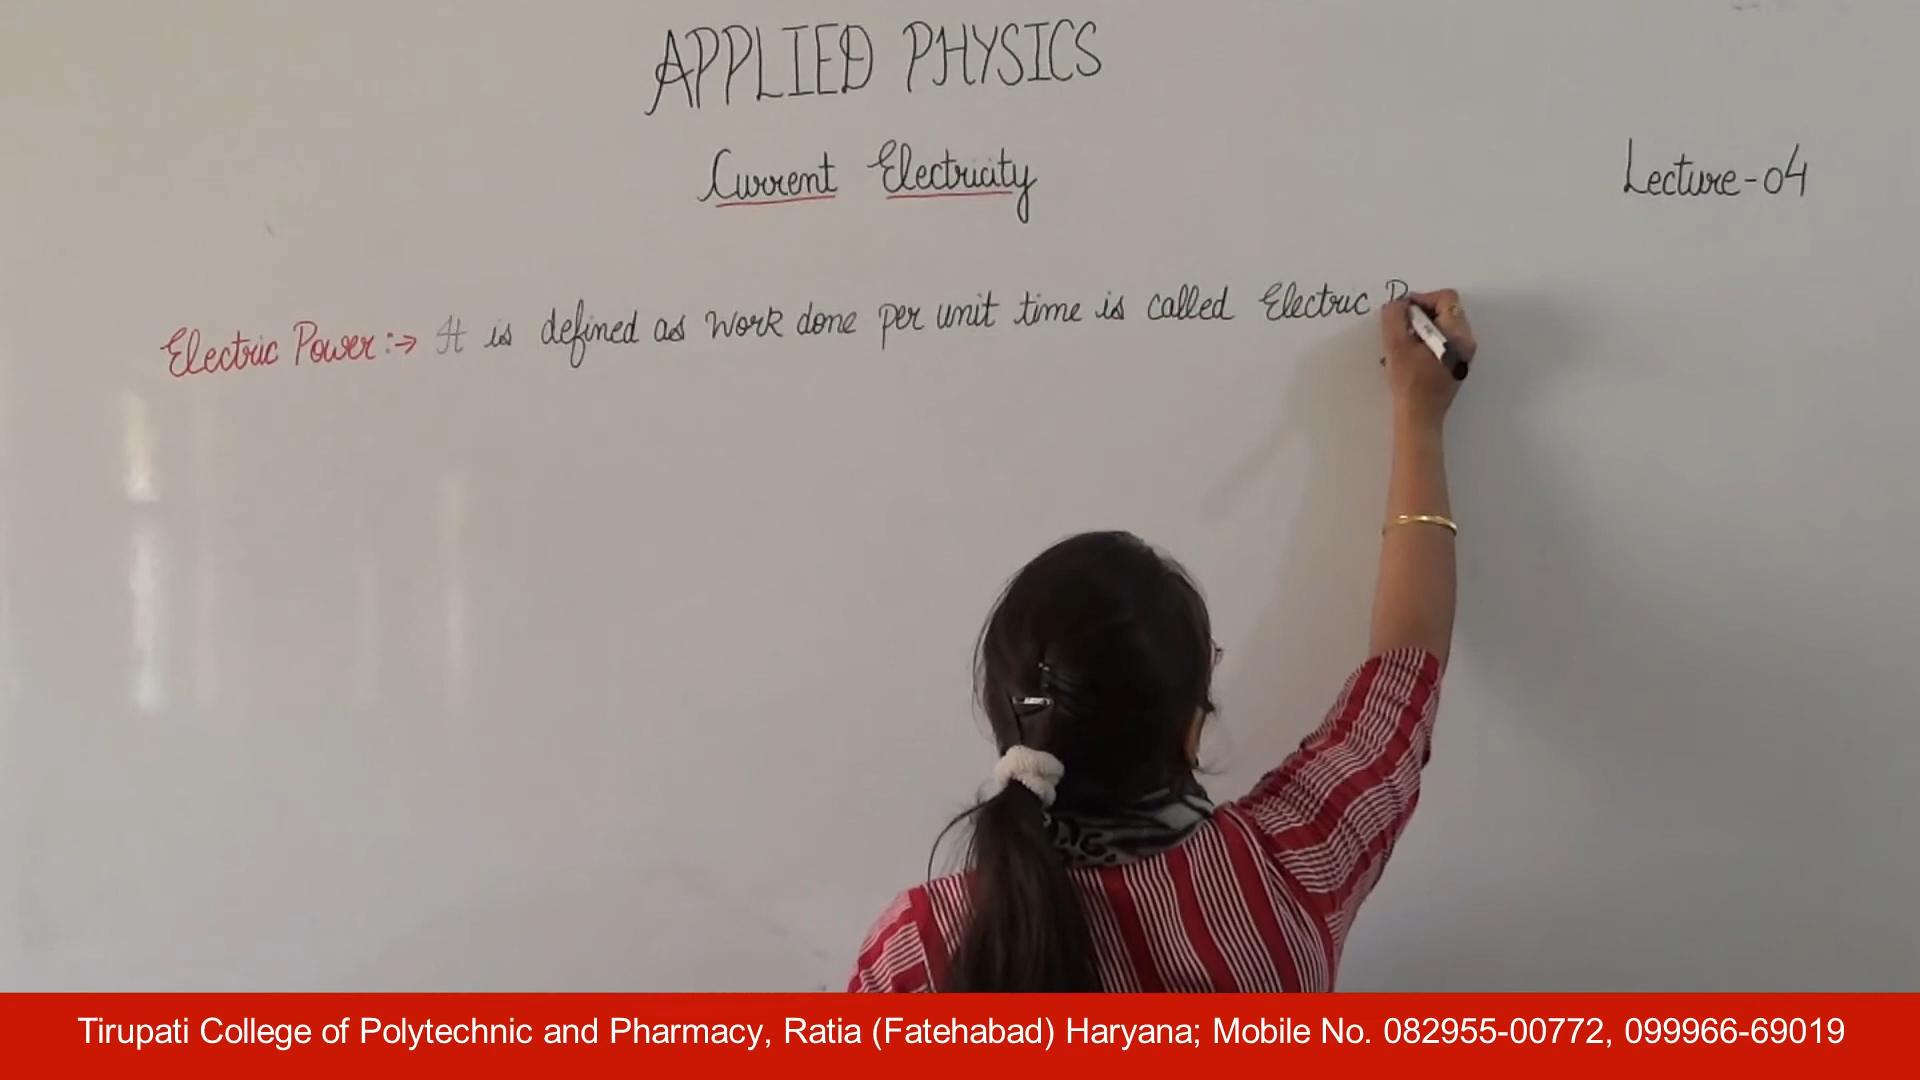 APPLIED PHYSICS
Current Electricity
Lecture-04
Electric Power:→ It is defined as Work done per unit time is called Electric P
Tirupati College of Polytechnic and Pharmacy, Ratia (Fatehabad) Haryana; Mobile No. 082955-00772, 099966-69019